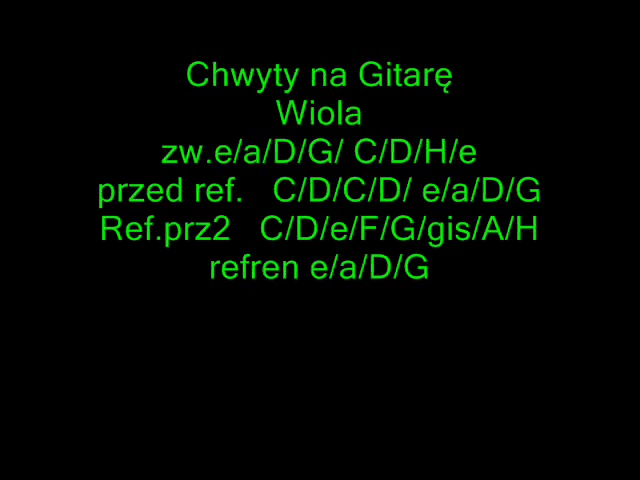 Chwyty na Gitarę
Wiola
zw.e/a/D/G/ C/D/H/e
przed ref. C/D/C/D/ e/a/D/G
Ref.prz2 C/D/e/F/G/gis/A/H
refren e/a/D/G